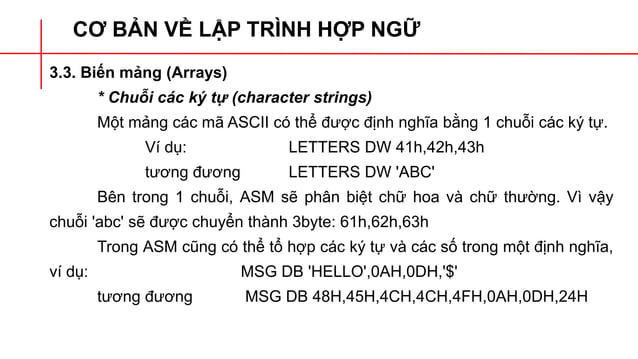 CƠ BẢN VỀ LẬP TRÌNH HỢP NGỮ
3.3. Biến mảng (Arrays)
* Chuỗi các ký tự (character strings)
Một mảng các mã ASCII có thể được định nghĩa bằng 1 chuỗi các ký tự.
Ví dụ: LETTERS DW 41h,42h,43h
tương đương LETTERS DW 'ABC'
Bên trong 1 chuỗi, ASM sẽ phân biệt chữ hoa và chữ thường. Vì vậy
chuỗi 'abc' sẽ được chuyển thành 3byte: 61h,62h,63h
Trong ASM cũng có thể tổ hợp các ký tự và các số trong một định nghĩa,
ví dụ: MSG DB 'HELLO',0AH,0DH,'$'
tương đương MSG DB 48H,45H,4CH,4CH,4FH,0AH,0DH,24H